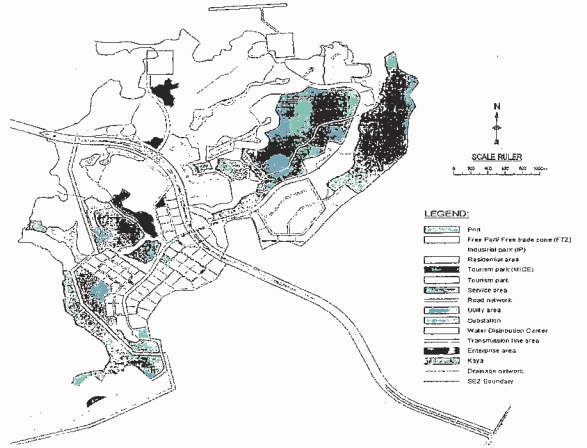 N
SCALE RULER
LEGEND:
Port
Free Port/ Free trade zone (FTZ)
Industrial park (IP)
Residential area
Tourism park (MICE)
Tourism park
Service area
Road network
Utility area
Substation
Water Distribution Center
Transmission line area
Enterprise area
Kaya
Drainage network
SEZ Boundary